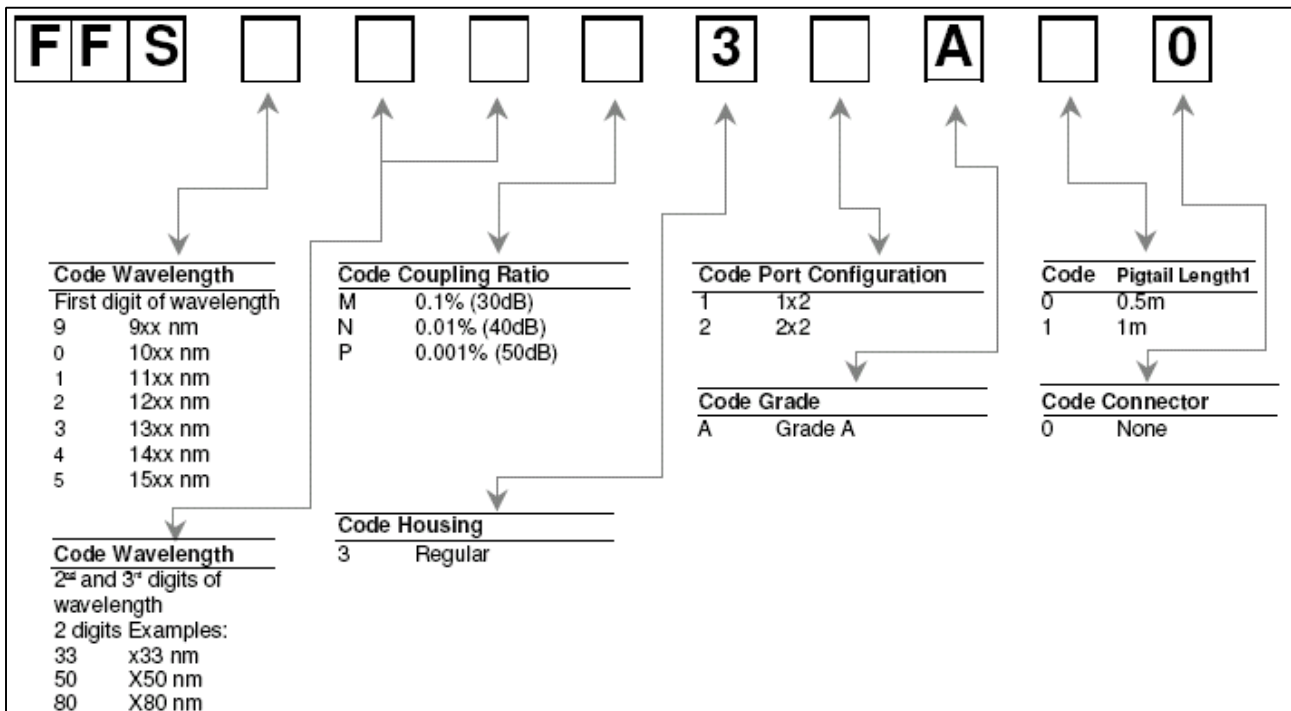 F F S 3 A 0
Code Wavelength
First digit of wavelength
9 9xx nm
0 10xx nm
1 11xx nm
2 12xx nm
3 13xx nm
4 14xx nm
5 15xx nm
Code Wavelength
2nd and 3rd digits of
wavelength
2 digits Examples:
33 x33 nm
50 X50 nm
80 X80 nm
Code Coupling Ratio
M 0.1% (30dB)
N 0.01% (40dB)
P 0.001% (50dB)
Code Housing
3 Regular
Code Port Configuration
1 1x2
2 2x2
Code Grade
A Grade A
Code Pigtail Length1
0 0.5m
1 1m
Code Connector
0 None